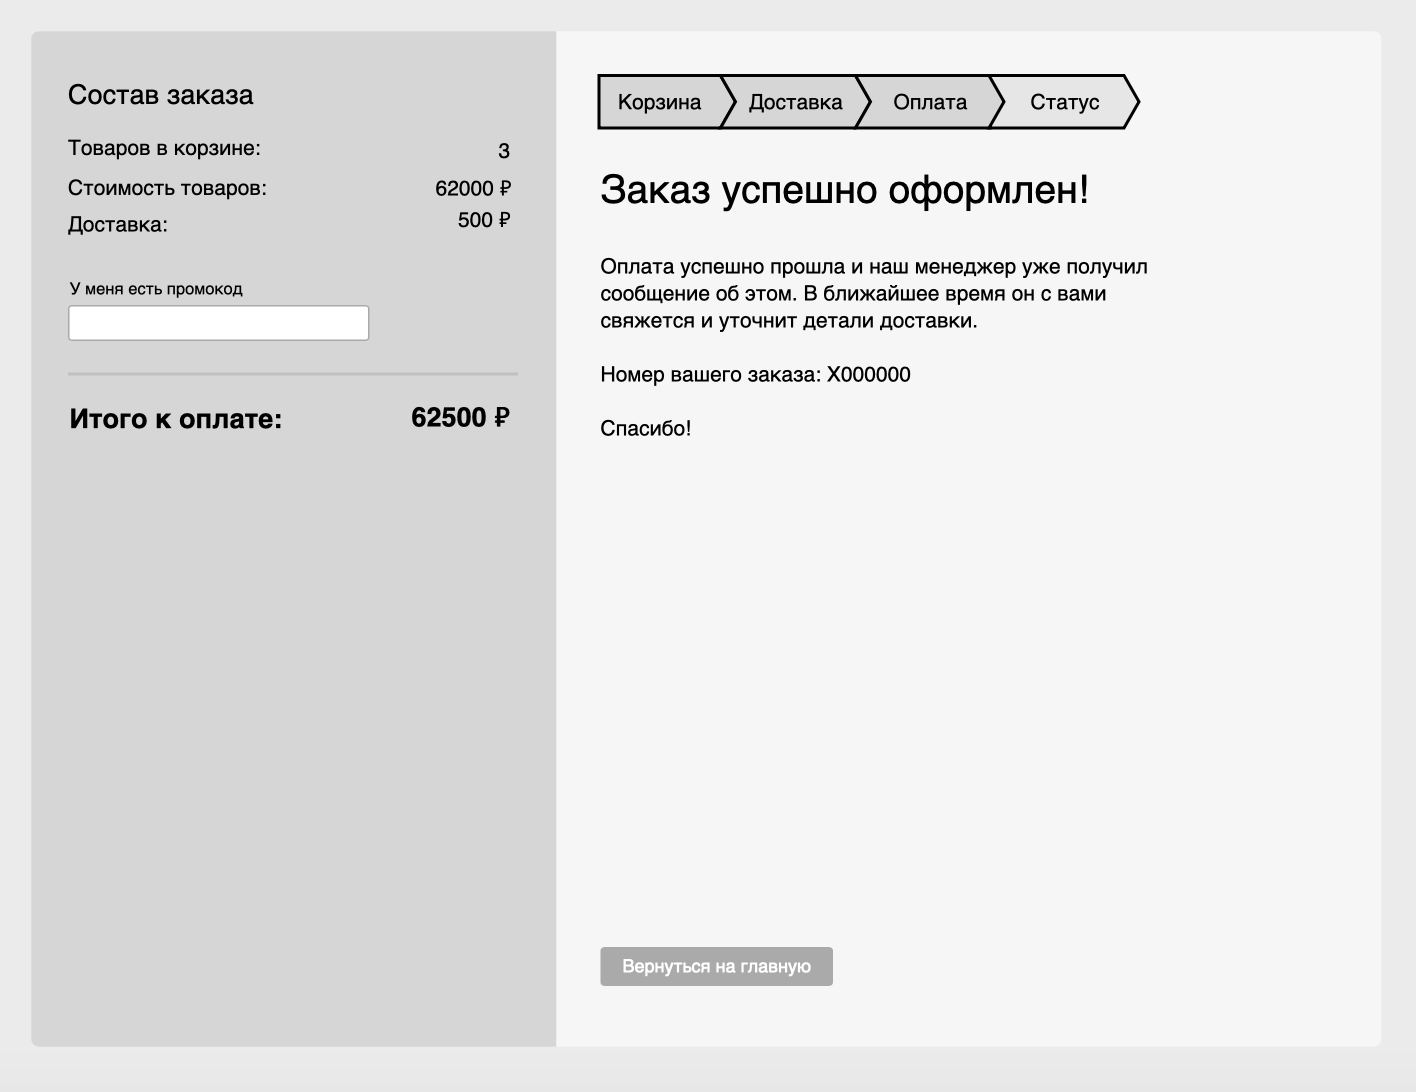 Состав заказа
Товаров в корзине: 3
Стоимость товаров: 62000 ₽
Доставка: 500 ₽
У меня есть промокод
Итого к оплате: 62500 ₽
Корзина Доставка Оплата Статус
Заказ успешно оформлен!
Оплата успешно прошла и наш менеджер уже получил
сообщение об этом. В ближайшее время он с вами
свяжется и уточнит детали доставки.
Номер вашего заказа: X000000
Спасибо!
Вернуться на главную